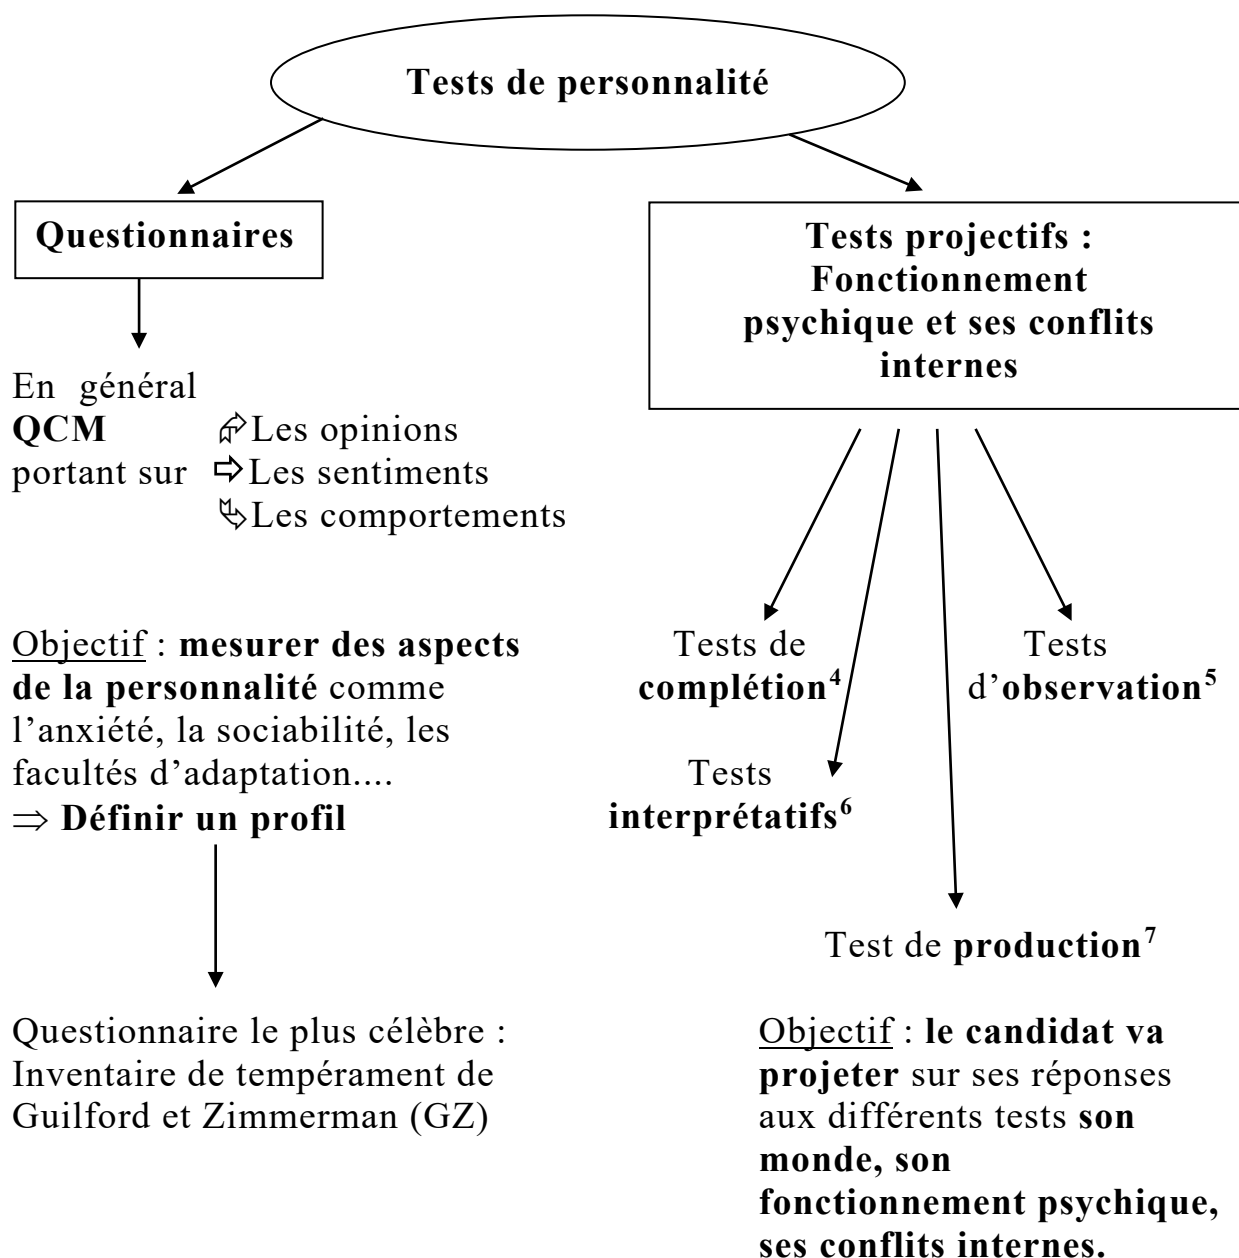 Tests de personnalité
Questionnaires
En général
QCM
portant sur
Les opinions
Les sentiments
Les comportements
Objectif : mesurer des aspects
de la personnalité comme
l’anxiété, la sociabilité, les
facultés d’adaptation....
⇒ Définir un profil
Questionnaire le plus célèbre :
Inventaire de tempérament de
Guilford et Zimmerman (GZ)
Tests projectifs :
Fonctionnement
psychique et ses conflits
internes
Tests de
complétion⁴
Tests
d’observation⁵
Tests
interprétatifs⁶
Test de production⁷
Objectif : le candidat va
projeter sur ses réponses
aux différents tests son
monde, son
fonctionnement psychique,
ses conflits internes.